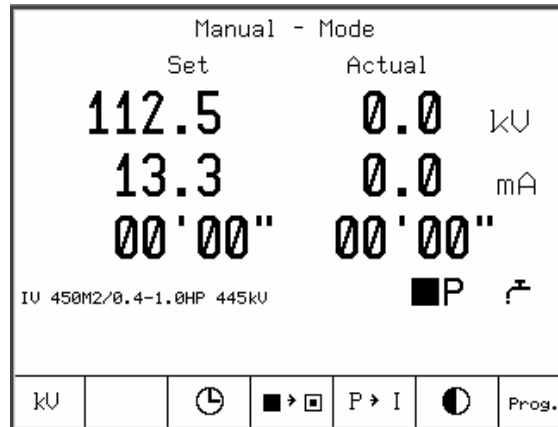 Manual - Mode
Set Actual
112.5 0.0 kV
13.3 0.0 mA
00'00" 00'00"
IV 450M2/0.4-1.0HP 445kV P
kV P→I Prog.